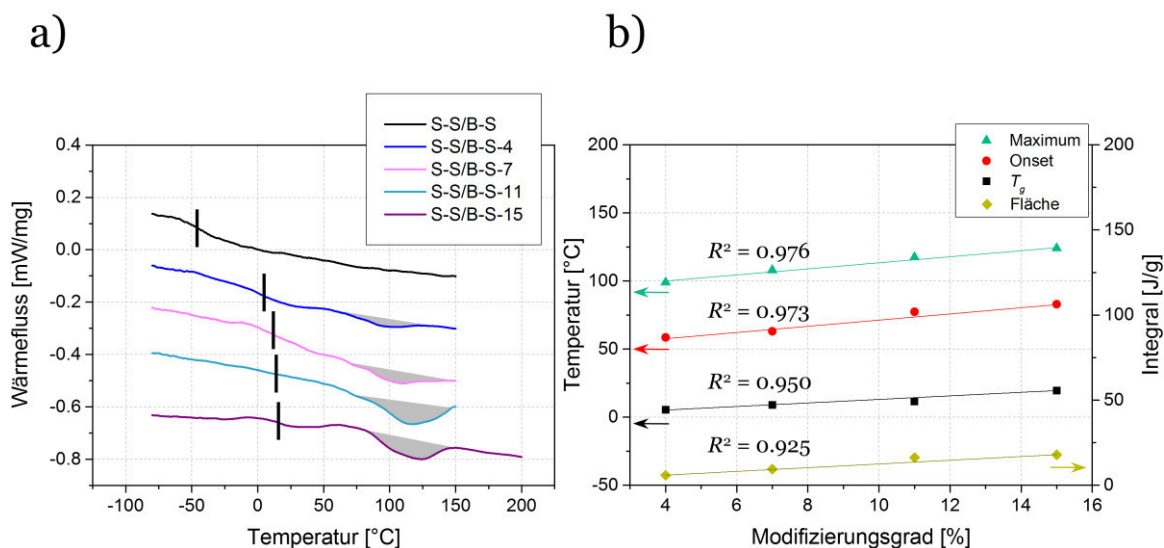 a)
S-S/B-S
S-S/B-S-4
S-S/B-S-7
S-S/B-S-11
S-S/B-S-15
0.4
0.2
0.0
-0.2
-0.4
-0.6
-0.8
Wärmefluss [mW/mg]
-100 -50 0 50 100 150 200
Temperatur [°C]
b)
Maximum
Onset
Tg
Fläche
200
150
100
50
0
-50
Temperatur [°C]
R² = 0.976
R² = 0.973
R² = 0.950
R² = 0.925
200
150
100
50
0
Integral [J/g]
4 6 8 10 12 14 16
Modifizierungsgrad [%]